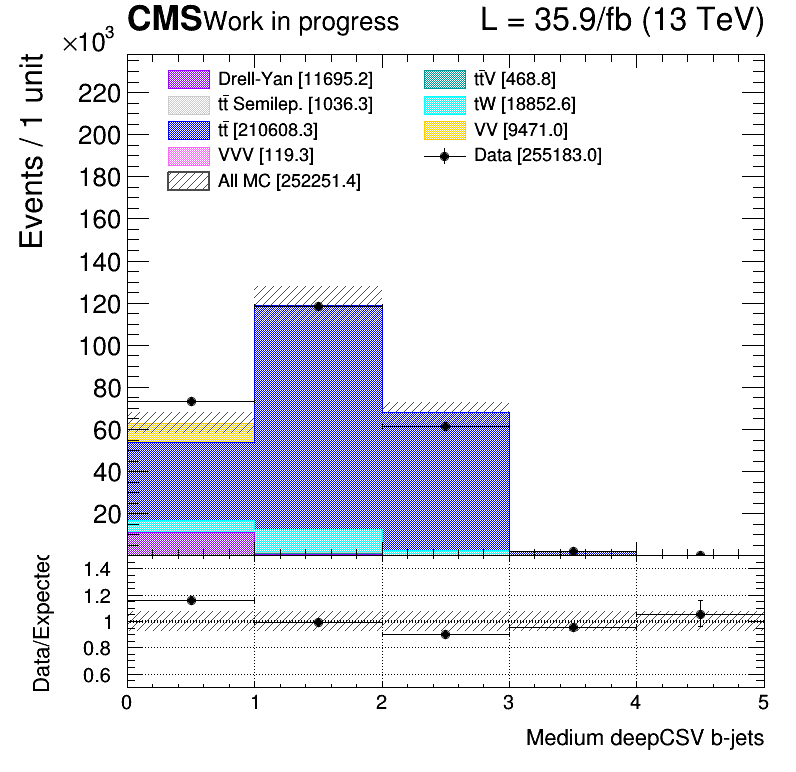 CMS Work in progress L = 35.9/fb (13 TeV)
×10³
Events / 1 unit
Drell-Yan [11695.2]
tt̄ Semilep. [1036.3]
tt̄ [210608.3]
VVV [119.3]
All MC [252251.4]
tt̄V [468.8]
tW [18852.6]
VV [9471.0]
Data [255183.0]
220
200
180
160
140
120
100
80
60
40
20
Data/Expected
1.4
1.2
1
0.8
0.6
0 1 2 3 4 5
Medium deepCSV b-jets